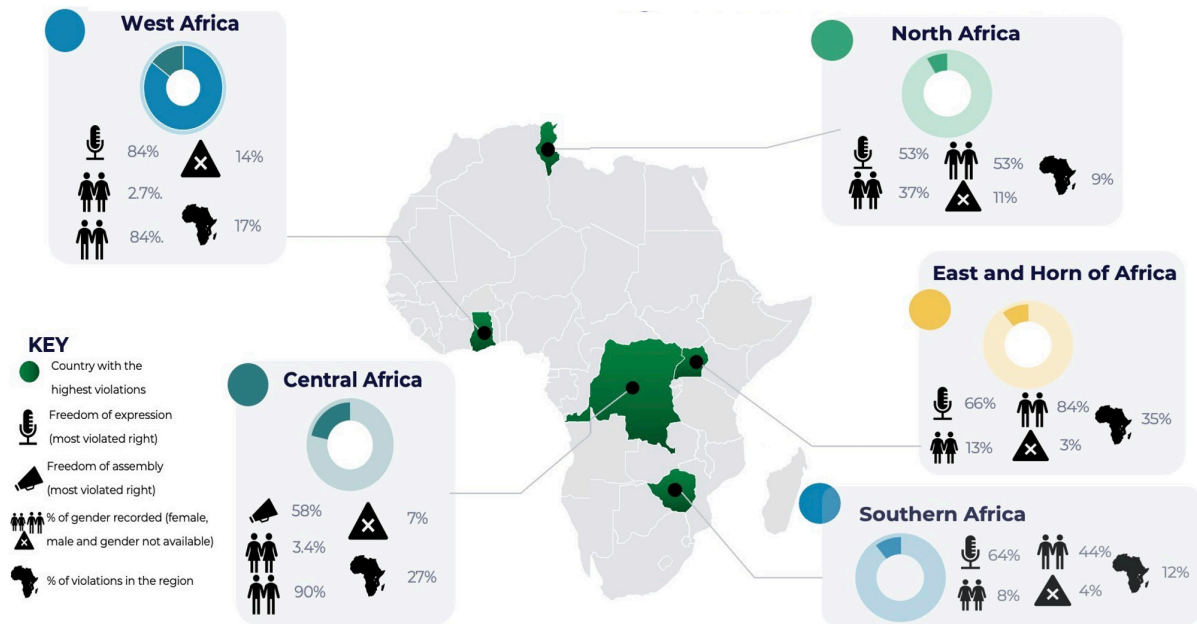 West Africa
84%
14%
2.7%.
17%
84%.
North Africa
53%
53%
9%
37%
11%
East and Horn of Africa
66%
84%
35%
13%
3%
KEY
Country with the
highest violations
Freedom of expression
(most violated right)
Freedom of assembly
(most violated right)
% of gender recorded (female,
male and gender not available)
% of violations in the region
Central Africa
58%
7%
3.4%
27%
90%
Southern Africa
64%
44%
12%
8%
4%